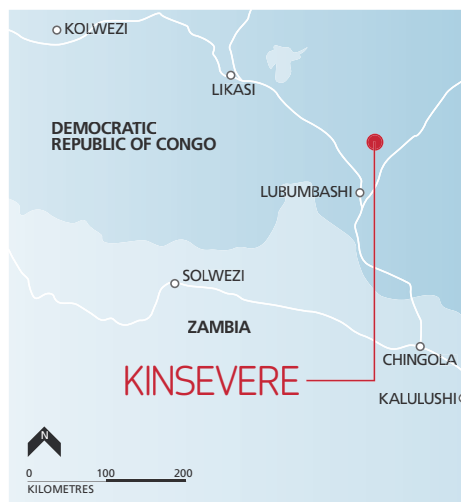 KOLWEZI
LIKASI
DEMOCRATIC
REPUBLIC OF CONGO
LUBUMBASHI
SOLWEZI
ZAMBIA
CHINGOLA
KINSEVERE
KALULUSHI
N
0 100 200
KILOMETRES